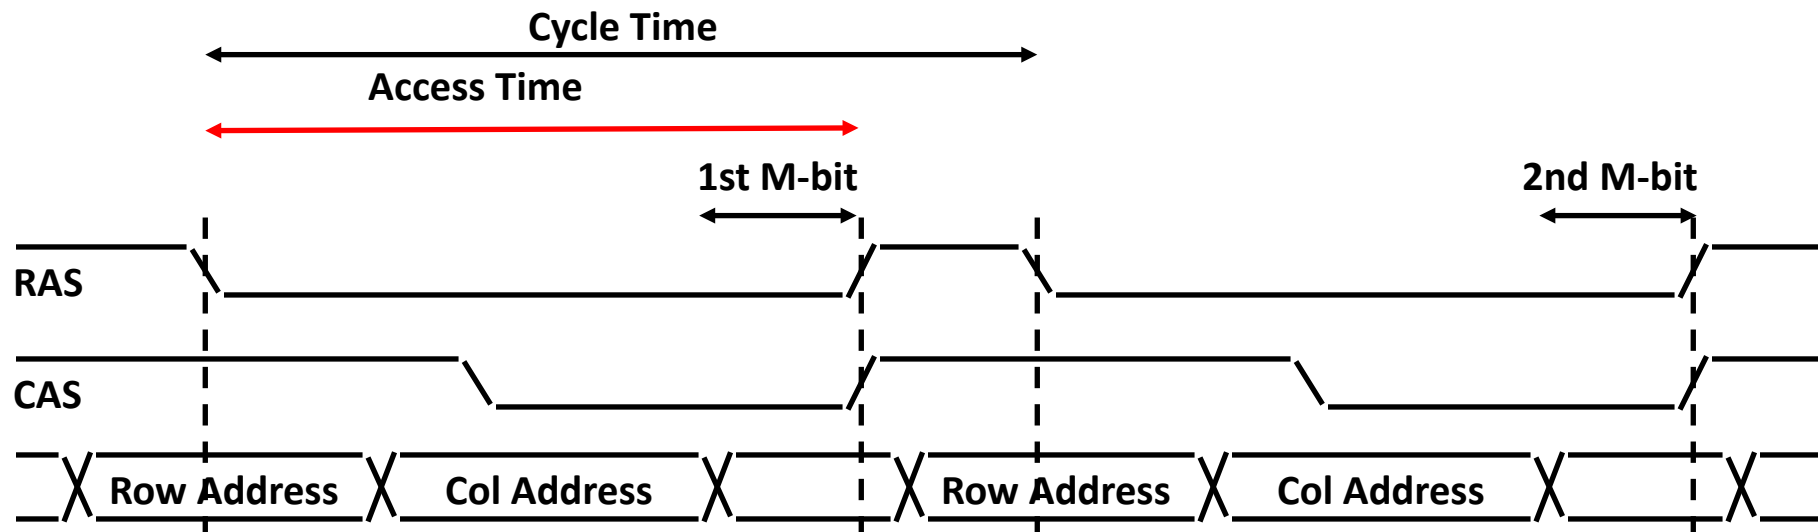 Cycle Time
Access Time
1st M-bit
2nd M-bit
RAS
CAS
Row Address
Col Address
Row Address
Col Address